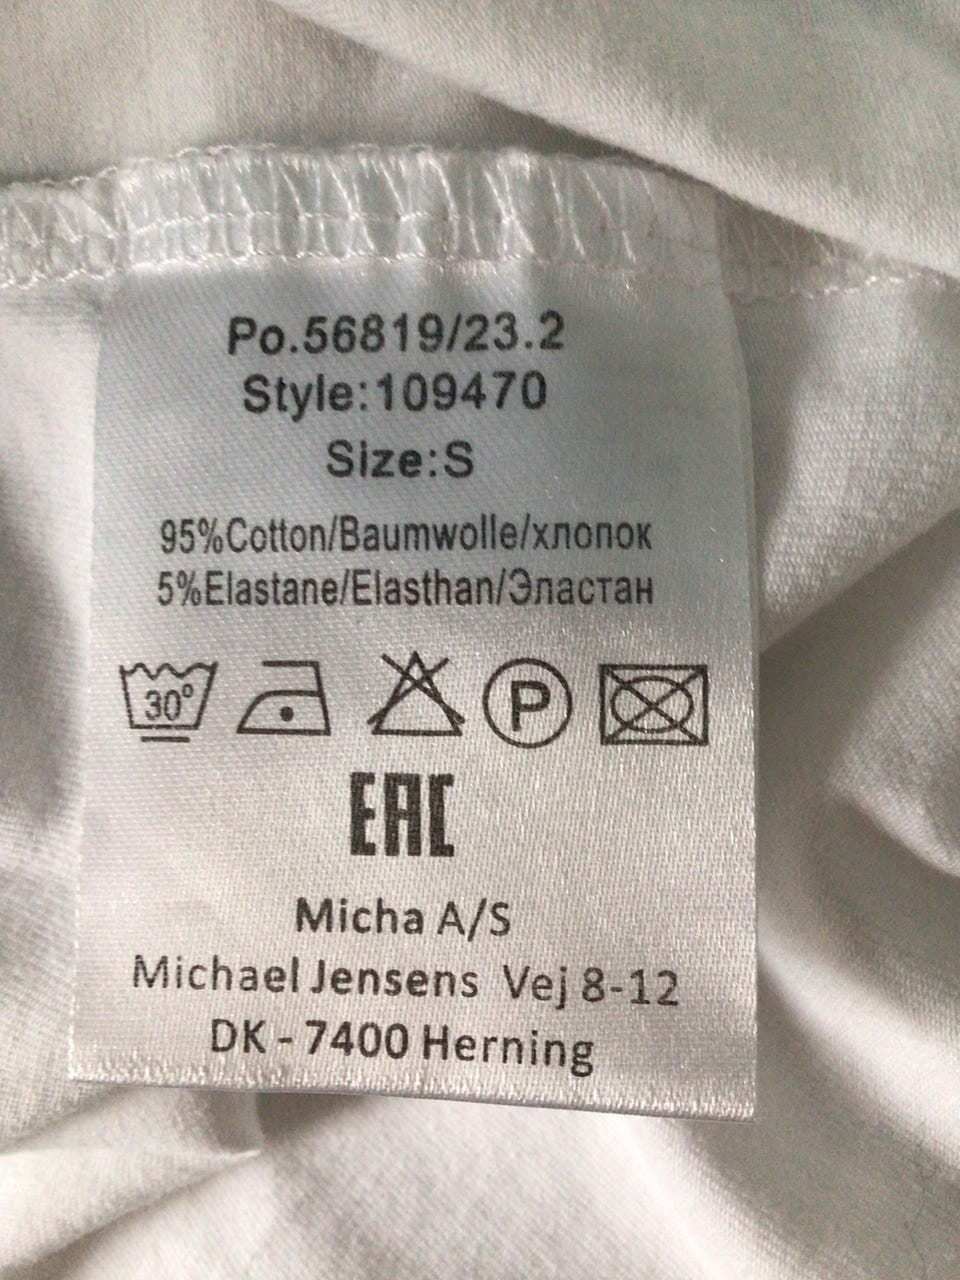 Po.56819/23.2
Style:109470
Size:S
95%Cotton/Baumwolle/хлопок
5%Elastane/Elasthan/Эластан
30° P
EAC
Micha A/S
Michael Jensens Vej 8-12
DK - 7400 Herning